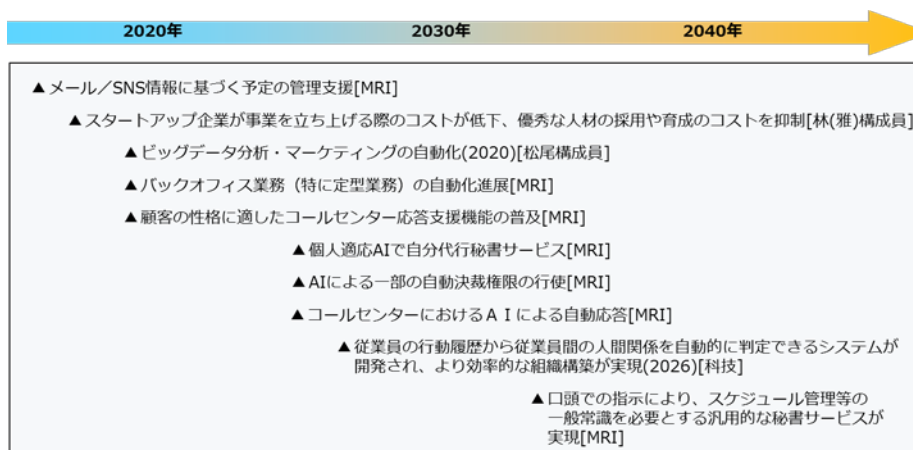 2020年 2030年 2040年
▲メール／SNS情報に基づく予定の管理支援[MRI]
▲スタートアップ企業が事業を立ち上げる際のコストが低下、優秀な人材の採用や育成のコストを抑制[林(雅)構成員]
▲ビッグデータ分析・マーケティングの自動化(2020)[松尾構成員]
▲バックオフィス業務（特に定型業務）の自動化進展[MRI]
▲顧客の性格に適したコールセンター応答支援機能の普及[MRI]
▲個人適応AIで自分代行秘書サービス[MRI]
▲AIによる一部の自動決裁権限の行使[MRI]
▲コールセンターにおけるＡＩによる自動応答[MRI]
▲従業員の行動履歴から従業員間の人間関係を自動的に判定できるシステムが
開発され、より効率的な組織構築が実現(2026)[科技]
▲口頭での指示により、スケジュール管理等の
一般常識を必要とする汎用的な秘書サービスが
実現[MRI]